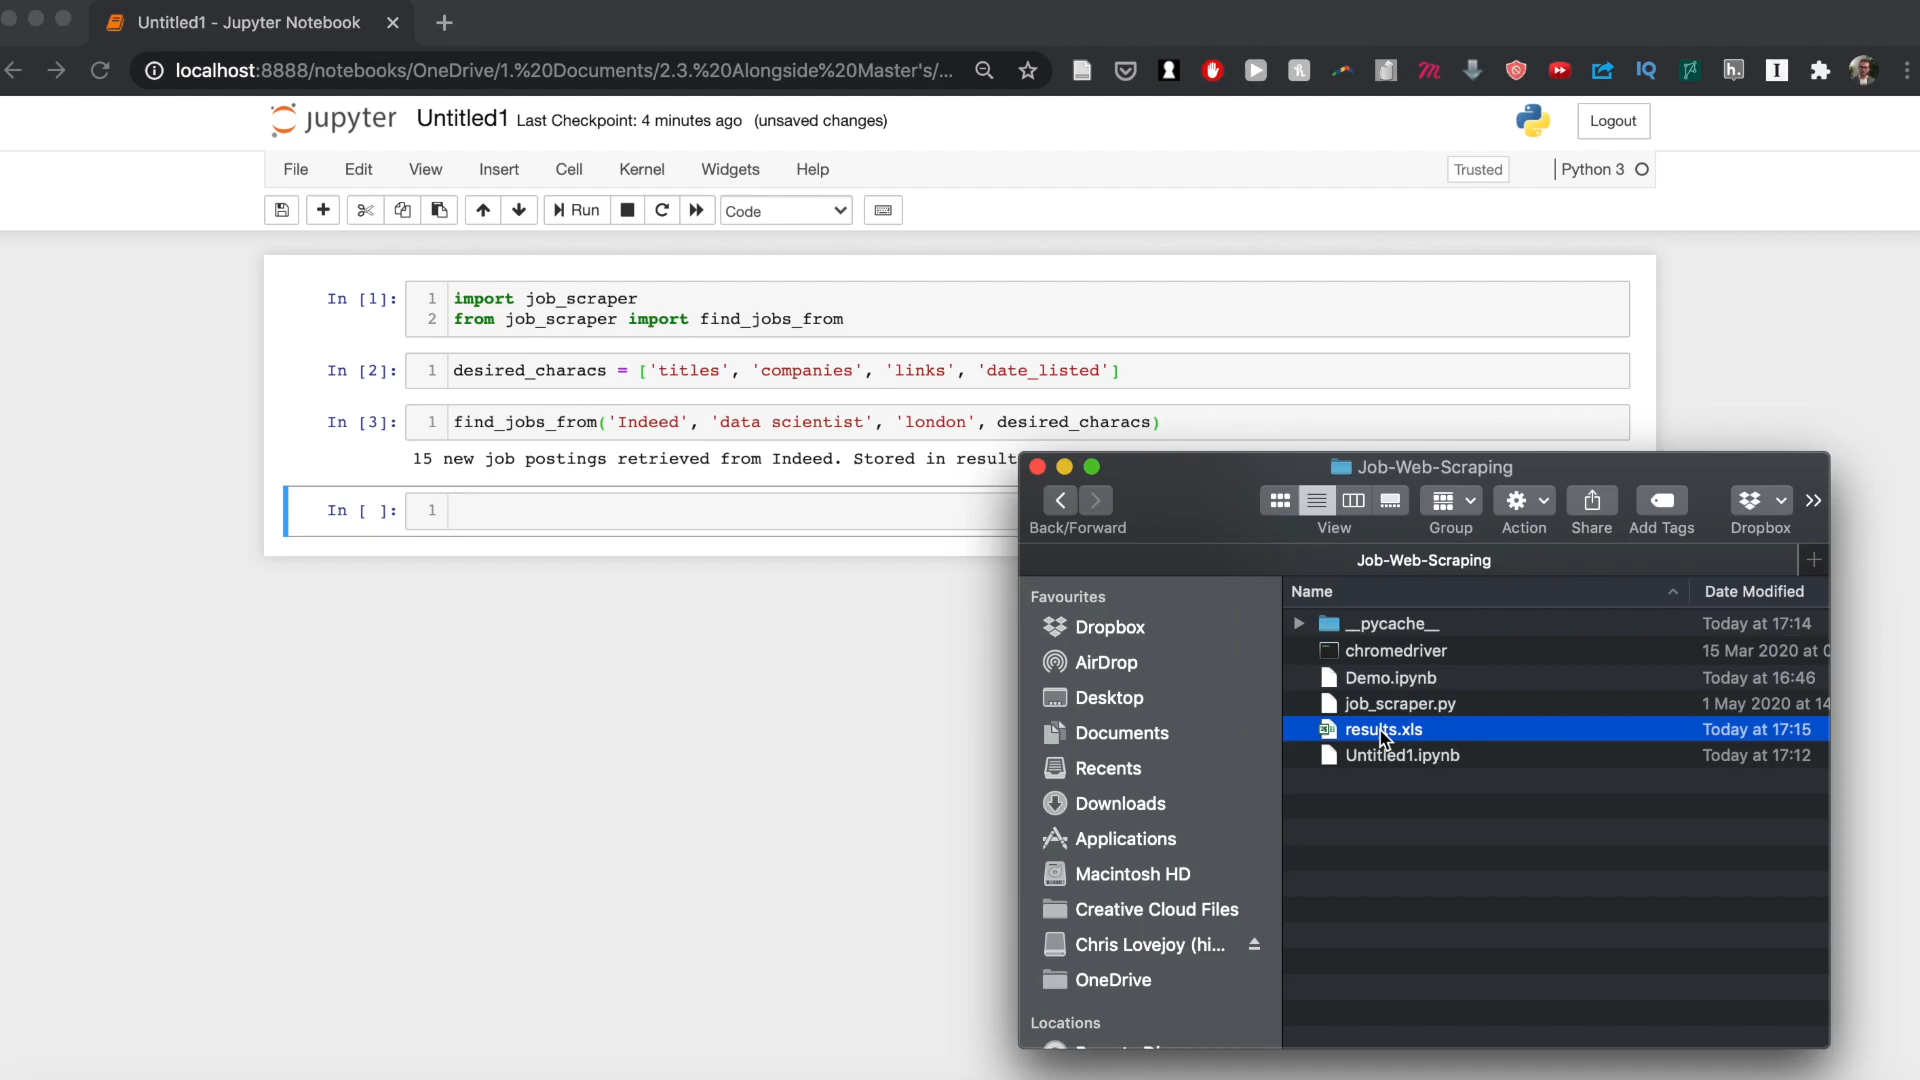 Untitled1 - Jupyter Notebook
localhost:8888/notebooks/OneDrive/1.%20Documents/2.3.%20Alongside%20Master's/...
jupyter Untitled1 Last Checkpoint: 4 minutes ago (unsaved changes)
Logout
File Edit View Insert Cell Kernel Widgets Help
Trusted
Python 3
Run
Code
In [1]:
1 import job_scraper
2 from job_scraper import find_jobs_from
In [2]:
1 desired_characs = ['titles', 'companies', 'links', 'date_listed']
In [3]:
1 find_jobs_from('Indeed', 'data scientist', 'london', desired_characs)
15 new job postings retrieved from Indeed. Stored in result
In [ ]:
1
Job-Web-Scraping
Back/Forward
View
Group
Action
Share
Add Tags
Dropbox
Job-Web-Scraping
Favourites
Dropbox
AirDrop
Desktop
Documents
Recents
Downloads
Applications
Macintosh HD
Creative Cloud Files
Chris Lovejoy (hi...
OneDrive
Locations
Name Date Modified
__pycache__ Today at 17:14
chromedriver 15 Mar 2020 at 0
Demo.ipynb Today at 16:46
job_scraper.py 1 May 2020 at 14
results.xls Today at 17:15
Untitled1.ipynb Today at 17:12